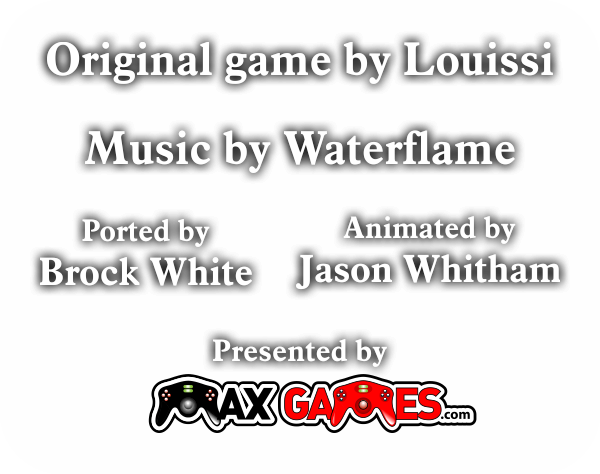 Original game by Louissi
Music by Waterflame
Ported by
Brock White
Animated by
Jason Whitham
Presented by
MAX GAMES.com